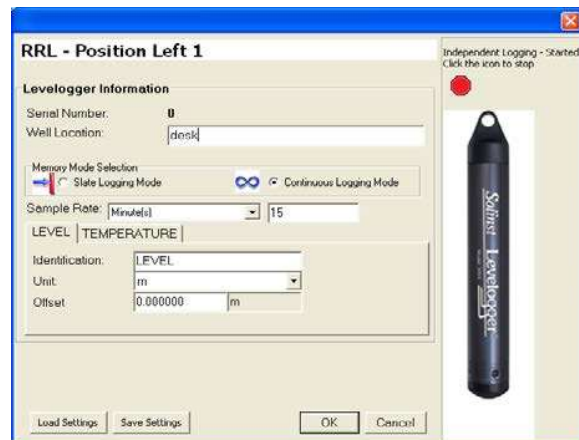 RRL - Position Left 1
Independent Logging - Started
Click the icon to stop
Levelogger Information
Serial Number: 0
Well Location: desk
Memory Mode Selection
Slate Logging Mode
Continuous Logging Mode
Sample Rate: Minute(s) 15
LEVEL TEMPERATURE
Identification: LEVEL
Unit: m
Offset 0.000000 m
Load Settings Save Settings OK Cancel
Solinst Levelogger